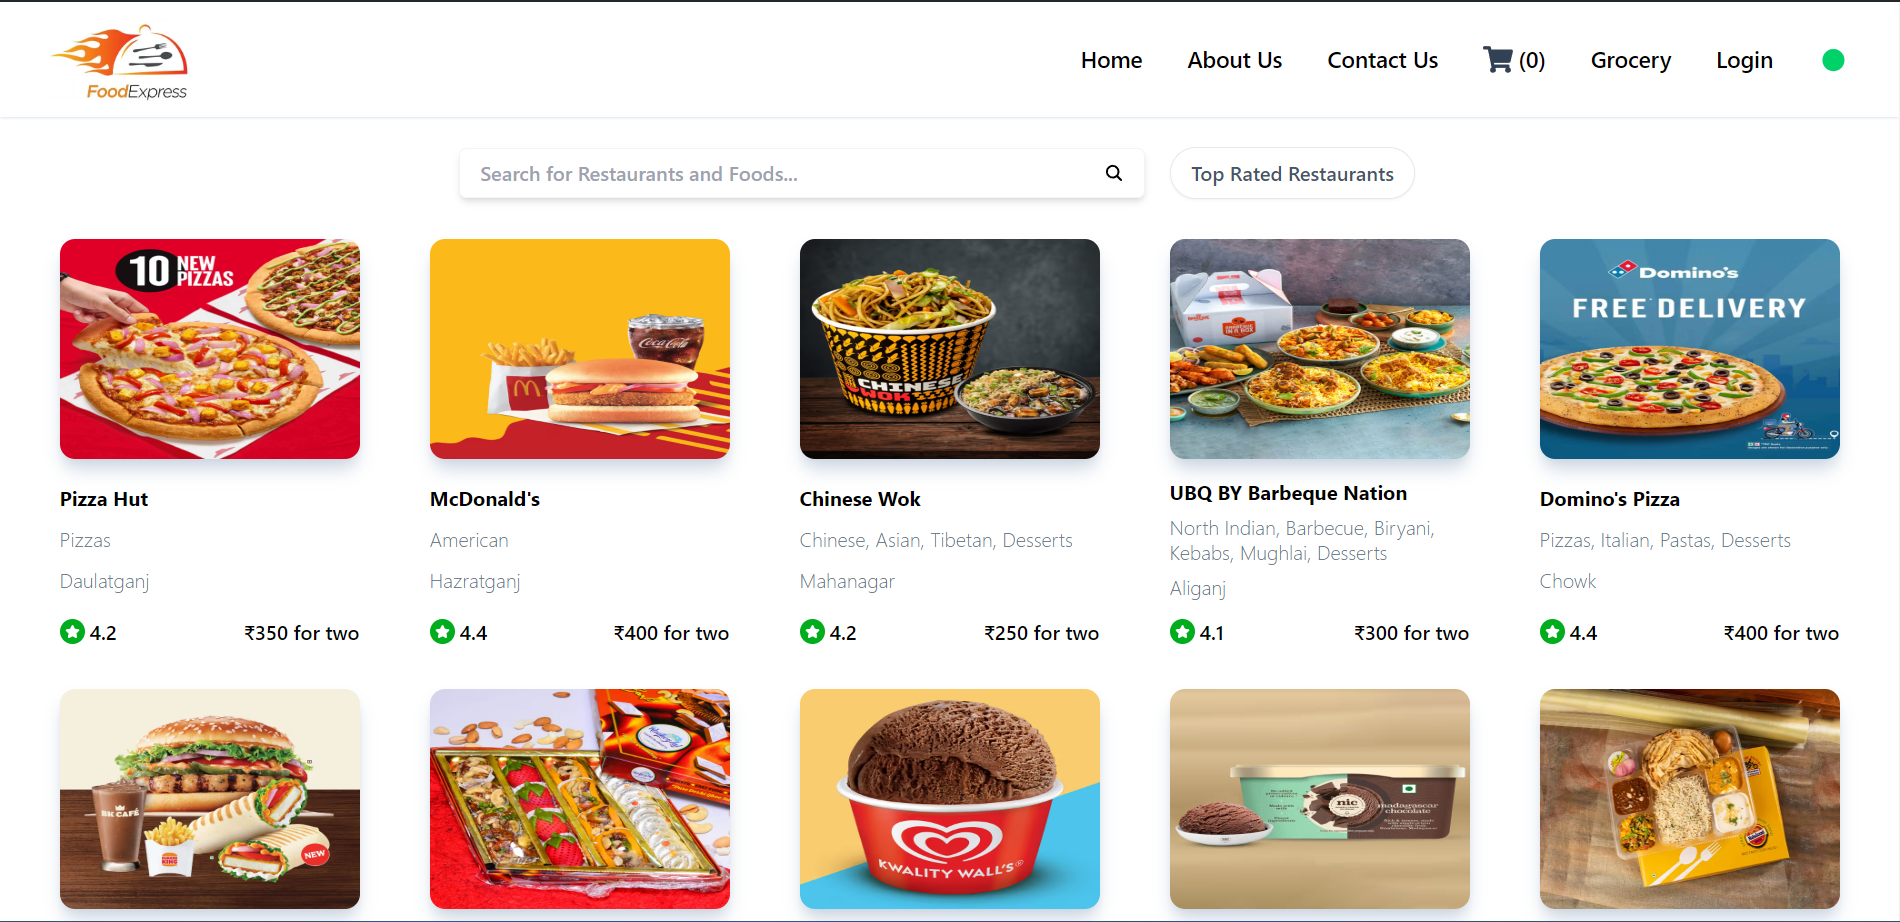 FoodExpress
Home
About Us
Contact Us
(0)
Grocery
Login
Search for Restaurants and Foods...
Top Rated Restaurants
10 NEW
PIZZAS
Coca-Cola
CHINESE
WOK
Domino's
FREE DELIVERY
Pizza Hut
Pizzas
Daulatganj
4.2
₹350 for two
McDonald's
American
Hazratganj
4.4
₹400 for two
Chinese Wok
Chinese, Asian, Tibetan, Desserts
Mahanagar
4.2
₹250 for two
UBQ BY Barbeque Nation
North Indian, Barbecue, Biryani,
Kebabs, Mughlai, Desserts
Aliganj
4.1
₹300 for two
Domino's Pizza
Pizzas, Italian, Pastas, Desserts
Chowk
4.4
₹400 for two
BK CAFÉ
BURGER
KING
NEW
KWALITY WALL'S
nic
madagascar
chocolate